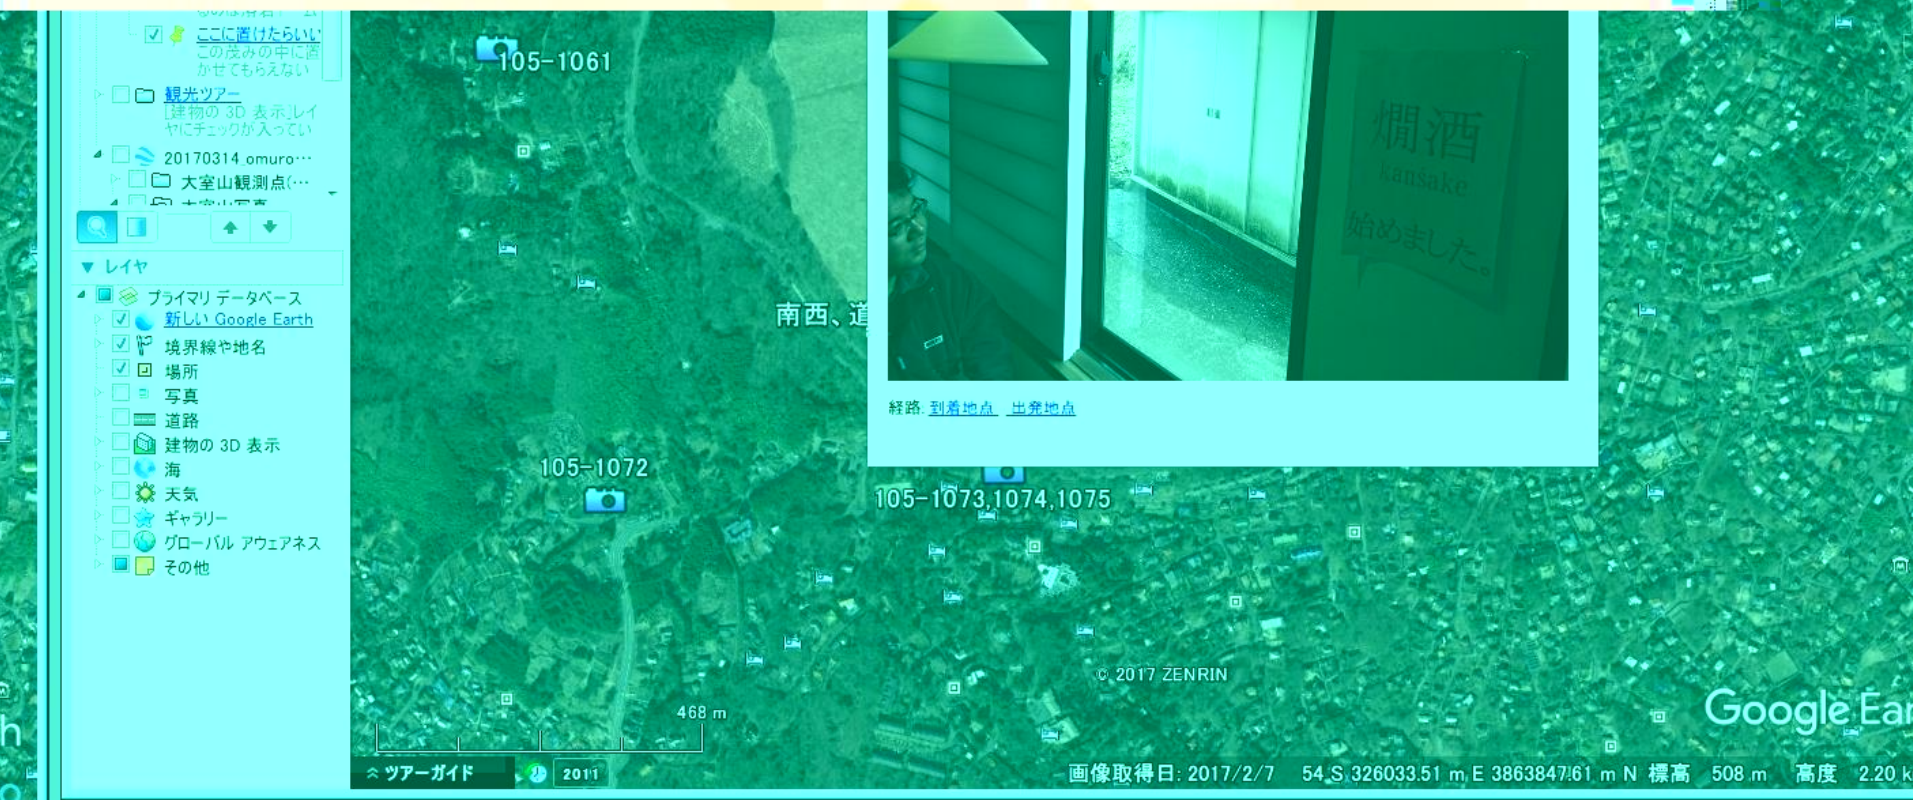 ここに置けたらいい
この茂みの中に置
かせてもらえない
観光ツアー
[建物の 3D 表示]レイ
ヤにチェックが入ってい
20170314_omuro…
大室山観測点(…
大室山写真
レイヤ
プライマリ データベース
新しい Google Earth
境界線や地名
場所
写真
道路
建物の 3D 表示
海
天気
ギャラリー
グローバル アウェアネス
その他
105-1061
南西、道
105-1072
105-1073,1074,1075
燗酒
kansake
始めました。
経路. 到着地点 出発地点
© 2017 ZENRIN
468 m
Google Ear
ツアーガイド
2011
画像取得日: 2017/2/7 54 S 326033.51 m E 3863847.61 m N 標高 508 m 高度 2.20 k